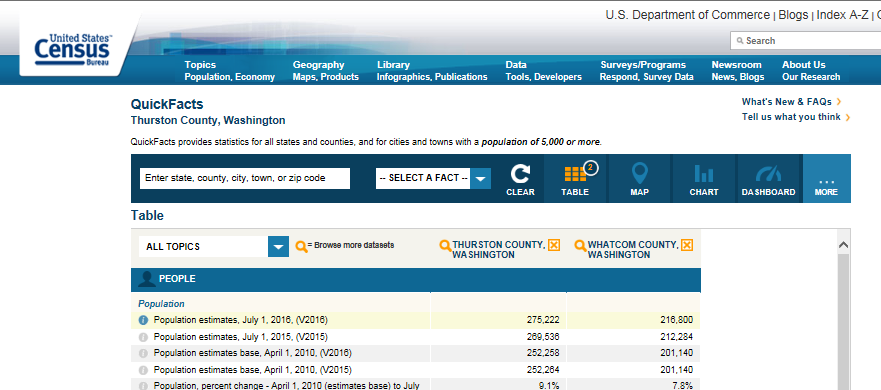 U.S. Department of Commerce | Blogs | Index A-Z |
United States™
Census
Bureau
Search
Topics
Population, Economy
Geography
Maps, Products
Library
Infographics, Publications
Data
Tools, Developers
Surveys/Programs
Respond, Survey Data
Newsroom
News, Blogs
About Us
Our Research
QuickFacts
Thurston County, Washington
What's New & FAQs
Tell us what you think
QuickFacts provides statistics for all states and counties, and for cities and towns with a population of 5,000 or more.
Enter state, county, city, town, or zip code
-- SELECT A FACT --
CLEAR
2
TABLE
MAP
CHART
DASHBOARD
...
MORE
Table
ALL TOPICS
= Browse more datasets
THURSTON COUNTY,
WASHINGTON
WHATCOM COUNTY,
WASHINGTON
PEOPLE
Population
Population estimates, July 1, 2016, (V2016) 275,222 216,800
Population estimates, July 1, 2015, (V2015) 269,536 212,284
Population estimates base, April 1, 2010, (V2016) 252,258 201,140
Population estimates base, April 1, 2010, (V2015) 252,264 201,140
Population, percent change - April 1, 2010 (estimates base) to July 9.1% 7.8%